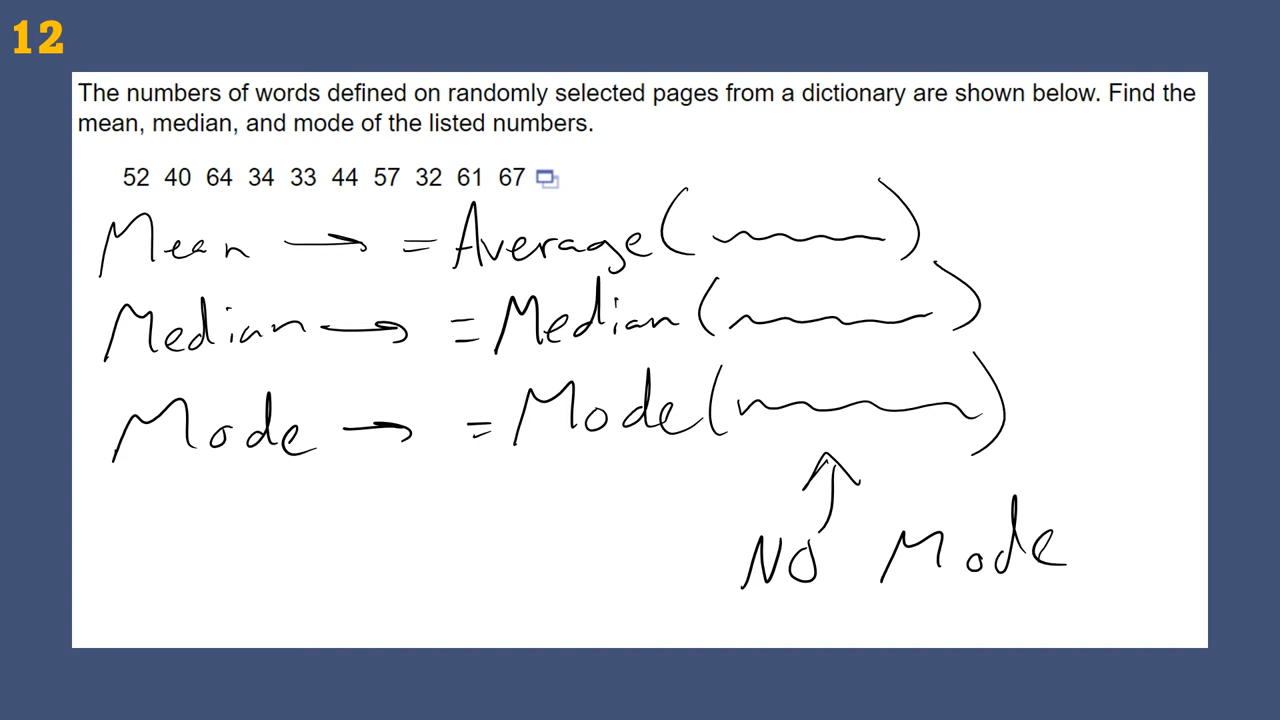 12
The numbers of words defined on randomly selected pages from a dictionary are shown below. Find the
mean, median, and mode of the listed numbers.
52 40 64 34 33 44 57 32 61 67
Mean → = Average( )
Median → = Median( )
Mode → = Mode( )
No Mode